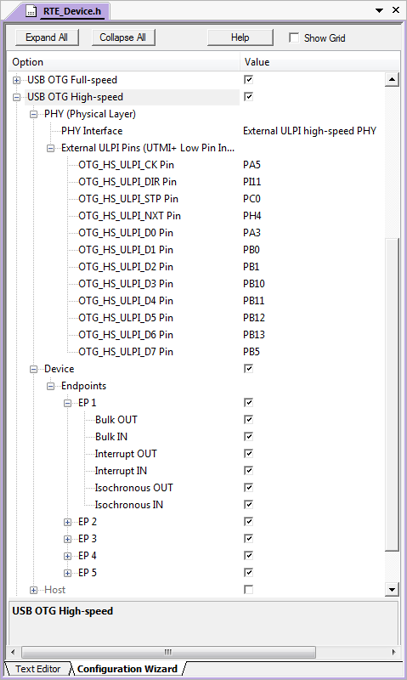 RTE_Device.h
Expand All Collapse All Help Show Grid
Option Value
USB OTG Full-speed
USB OTG High-speed
PHY (Physical Layer)
PHY Interface External ULPI high-speed PHY
External ULPI Pins (UTMI+ Low Pin In...
OTG_HS_ULPI_CK Pin PA5
OTG_HS_ULPI_DIR Pin PI11
OTG_HS_ULPI_STP Pin PC0
OTG_HS_ULPI_NXT Pin PH4
OTG_HS_ULPI_D0 Pin PA3
OTG_HS_ULPI_D1 Pin PB0
OTG_HS_ULPI_D2 Pin PB1
OTG_HS_ULPI_D3 Pin PB10
OTG_HS_ULPI_D4 Pin PB11
OTG_HS_ULPI_D5 Pin PB12
OTG_HS_ULPI_D6 Pin PB13
OTG_HS_ULPI_D7 Pin PB5
Device
Endpoints
EP 1
Bulk OUT
Bulk IN
Interrupt OUT
Interrupt IN
Isochronous OUT
Isochronous IN
EP 2
EP 3
EP 4
EP 5
Host
USB OTG High-speed
Text Editor Configuration Wizard